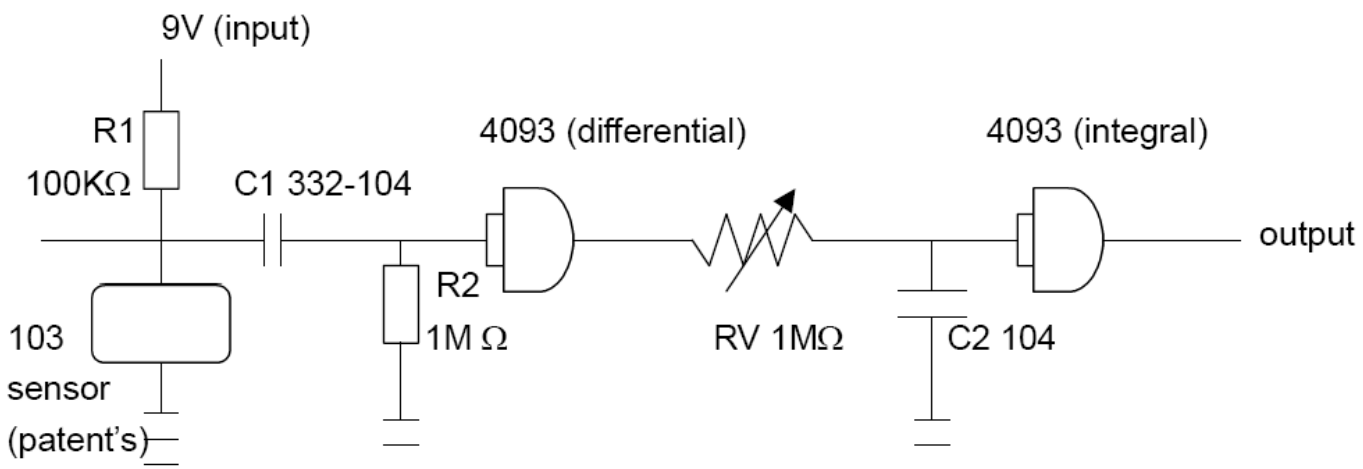 9V (input)
R1
100KΩ
C1 332-104
4093 (differential)
4093 (integral)
output
R2
1M Ω
RV 1MΩ
C2 104
103
sensor
(patent's)